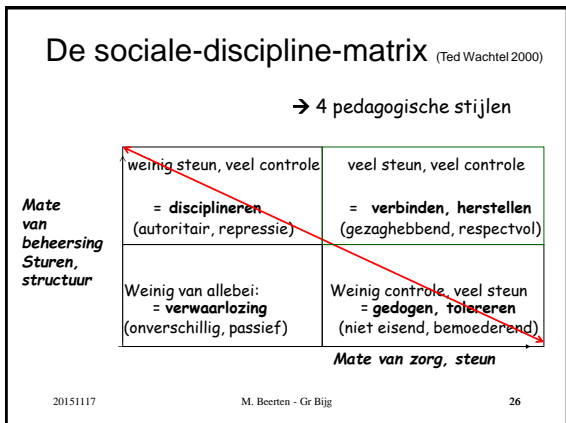 De sociale-discipline-matrix (Ted Wachtel 2000)
➔ 4 pedagogische stijlen
weinig steun, veel controle
= disciplineren
(autoritair, repressie)
veel steun, veel controle
= verbinden, herstellen
(gezaghebbend, respectvol)
Mate
van
beheersing
Sturen,
structuur
Weinig van allebei:
= verwaarlozing
(onverschillig, passief)
Weinig controle, veel steun
= gedogen, tolereren
(niet eisend, bemoederend)
Mate van zorg, steun
20151117
M. Beerten - Gr Bijg
26